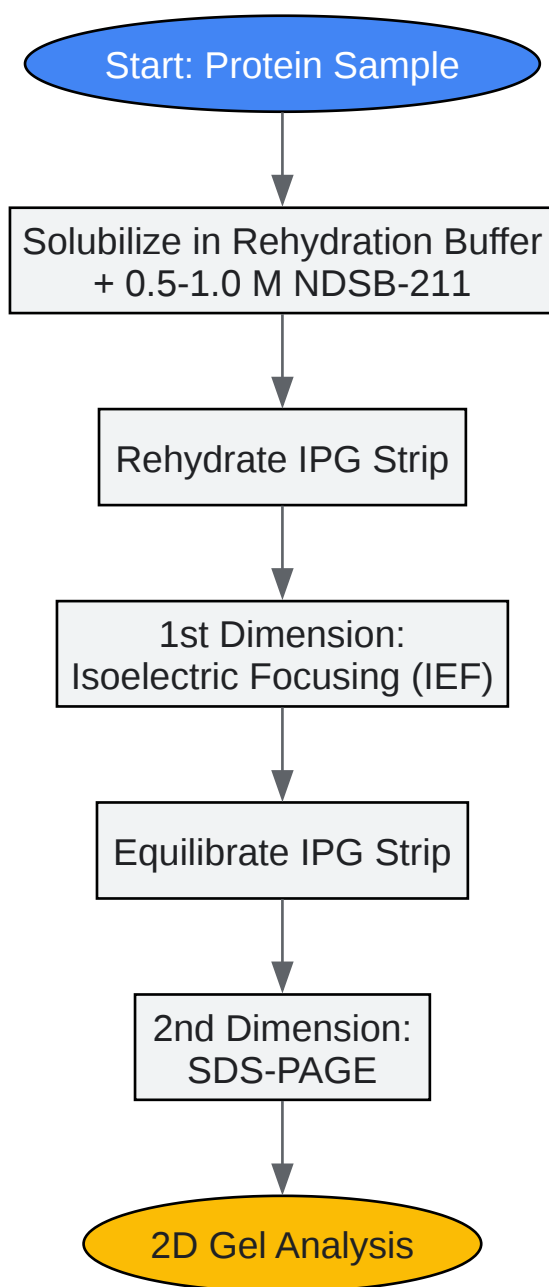 Start: Protein Sample
Solubilize in Rehydration Buffer
+ 0.5-1.0 M NDSB-211
Rehydrate IPG Strip
1st Dimension:
Isoelectric Focusing (IEF)
Equilibrate IPG Strip
2nd Dimension:
SDS-PAGE
2D Gel Analysis